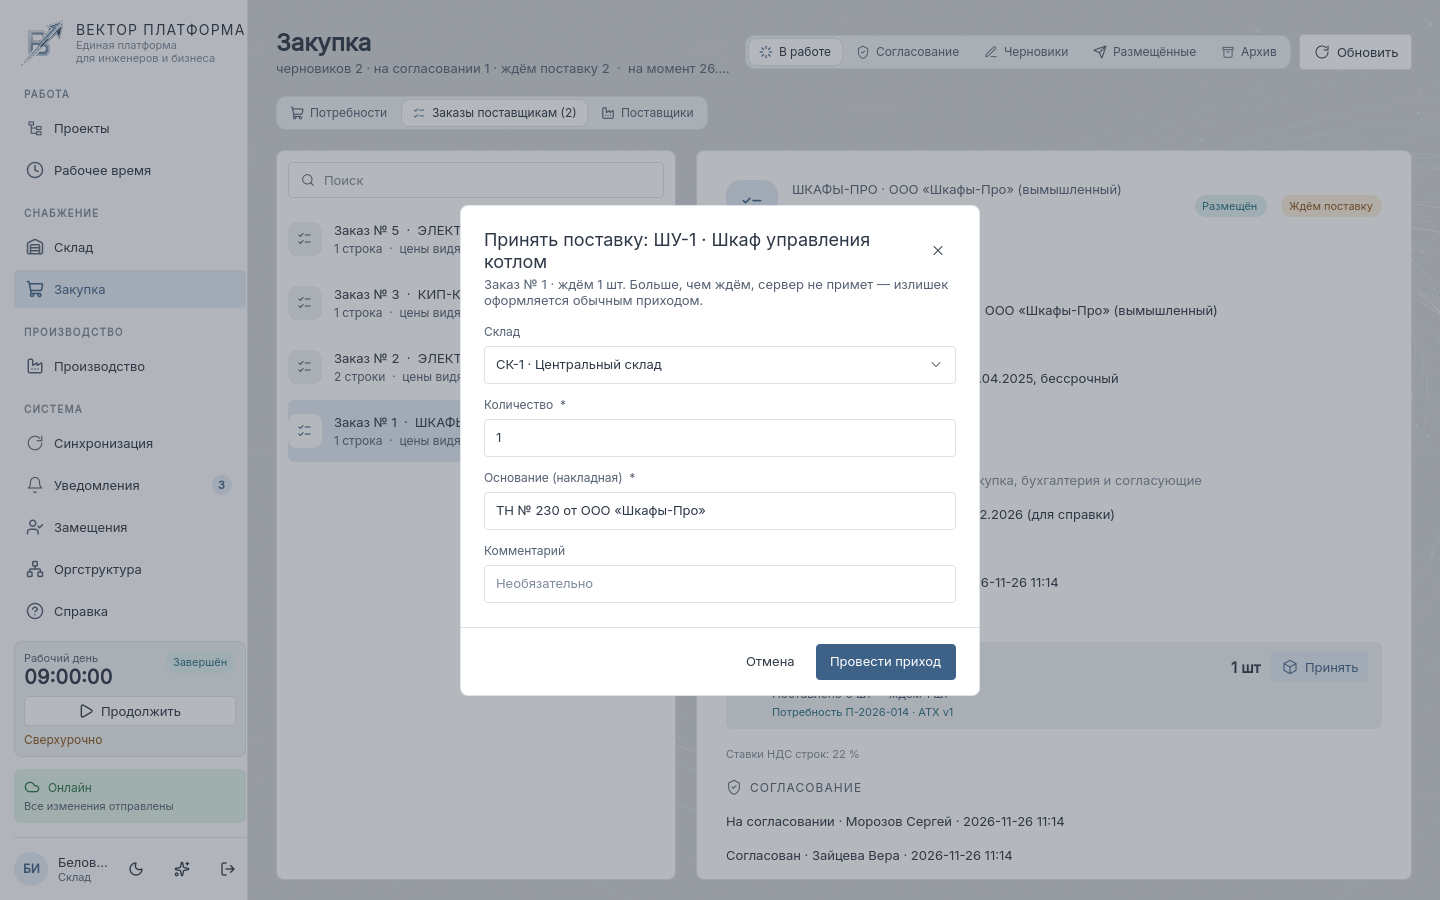 ВЕКТОР ПЛАТФОРМА
Единая платформа
для инженеров и бизнеса
РАБОТА
Проекты
Рабочее время
СНАБЖЕНИЕ
Склад
Закупка
ПРОИЗВОДСТВО
Производство
СИСТЕМА
Синхронизация
Уведомления 3
Замещения
Оргструктура
Справка
Рабочий день Завершён
09:00:00
Продолжить
Сверхурочно
Онлайн
Все изменения отправлены
БИ Белов...
Склад
Закупка
черновиков 2 · на согласовании 1 · ждём поставку 2 · на момент 26....
В работе Согласование Черновики Размещённые Архив Обновить
Потребности Заказы поставщикам (2) Поставщики
Поиск
Заказ № 5 · ЭЛЕКТ
1 строка · цены видя
Заказ № 3 · КИП-К
1 строка · цены видя
Заказ № 2 · ЭЛЕКТ
2 строки · цены видя
Заказ № 1 · ШКАФЫ
1 строка · цены видя
ШКАФЫ-ПРО · ООО «Шкафы-Про» (вымышленный)
Размещён Ждём поставку
ООО «Шкафы-Про» (вымышленный)
.04.2025, бессрочный
купка, бухгалтерия и согласующие
2.2026 (для справки)
6-11-26 11:14
1 шт Принять
Потребность П-2026-014 · АТХ v1
Ставки НДС строк: 22 %
СОГЛАСОВАНИЕ
На согласовании · Морозов Сергей · 2026-11-26 11:14
Согласован · Зайцева Вера · 2026-11-26 11:14
Принять поставку: ШУ-1 · Шкаф управления
котлом
Заказ № 1 · ждём 1 шт. Больше, чем ждём, сервер не примет — излишек
оформляется обычным приходом.
Склад
СК-1 · Центральный склад
Количество *
1
Основание (накладная) *
ТН № 230 от ООО «Шкафы-Про»
Комментарий
Необязательно
Отмена Провести приход